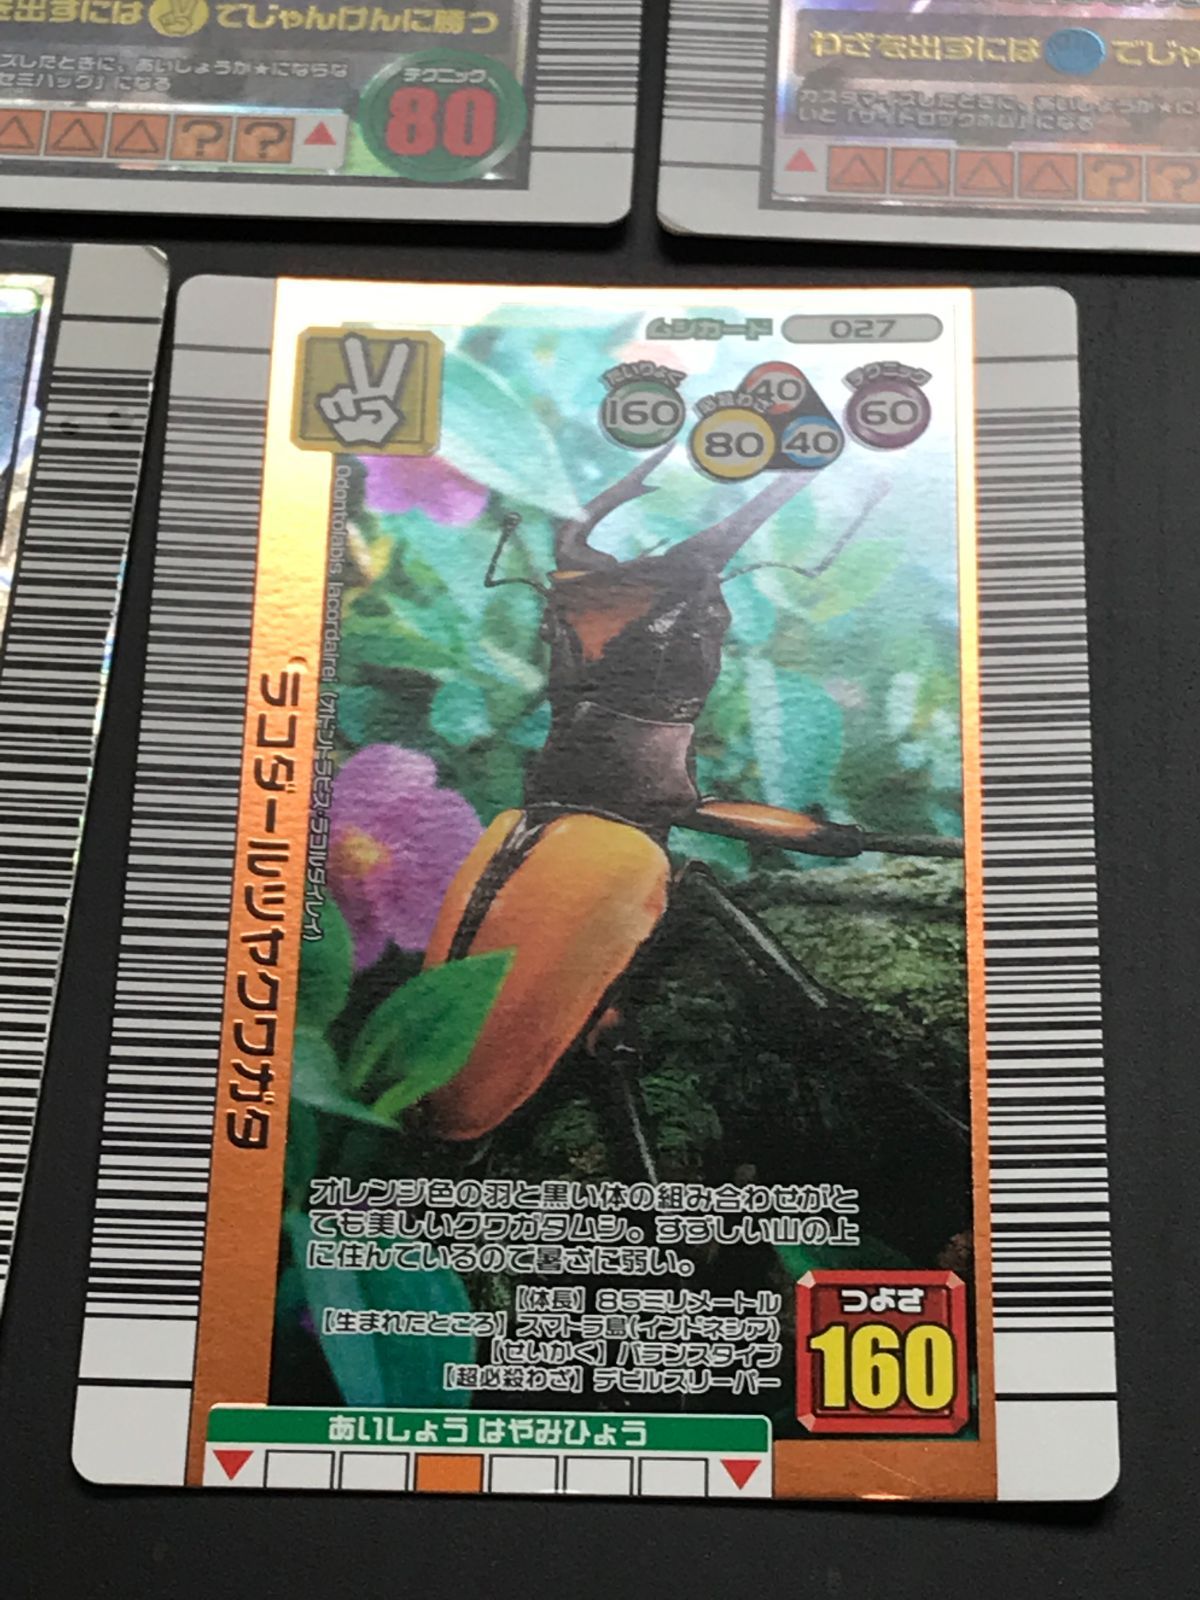 を出すには でじゃんけんに勝つ
ズしたときに、あいしょうが★にならな
セミハッグ」になる
テクニック
80
わざを出すには でじゃ
カスタマイズしたときに、あいしょうが★に
いと「サイドロックボム」になる
ムシカード 027
たいりょく
160
必殺わざ
40
80
40
テクニック
60
Odontolabis lacordairei (オドントラビス・ラコルダイレイ)
ラコダールツヤクワガタ
オレンジ色の羽と黒い体の組み合わせがと
ても美しいクワガタムシ。すずしい山の上
に住んでいるので暑さに弱い。
【体長】85ミリメートル
【生まれたところ】スマトラ島(インドネシア)
【せいかく】バランスタイプ
【超必殺わざ】デビルスリーパー
つよさ
160
あいしょう はやみひょう